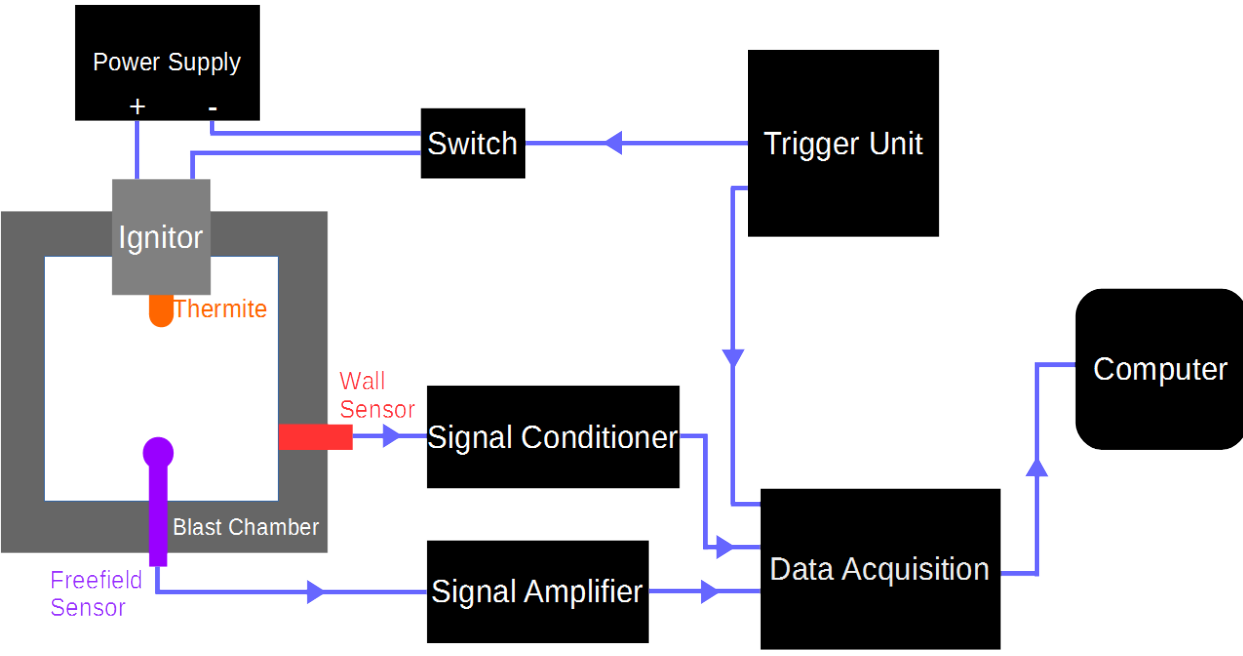 Power Supply
+ -
Switch
Trigger Unit
Ignitor
Thermite
Wall
Sensor
Computer
Signal Conditioner
Blast Chamber
Data Acquisition
Freefield
Sensor
Signal Amplifier